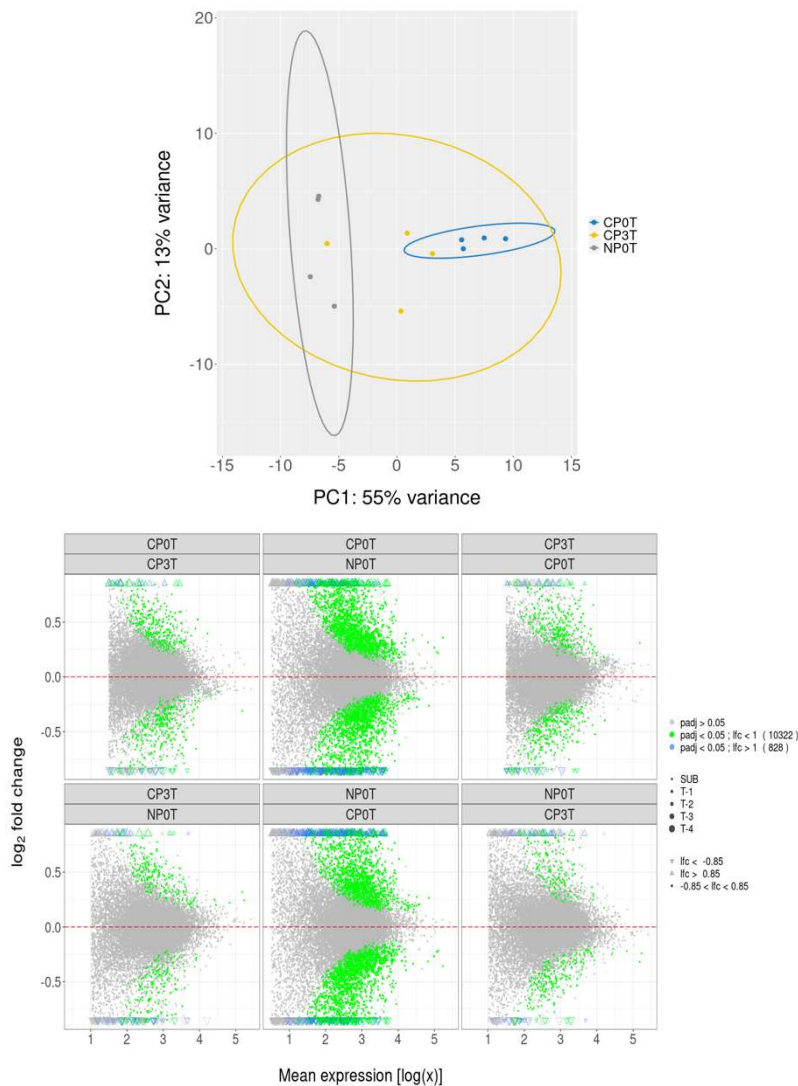 20
10
0
-10
-15 -10 -5 0 5 10 15
PC2: 13% variance
PC1: 55% variance
CP0T
CP3T
NP0T
CP0T CP0T CP3T
CP3T NP0T CP0T
0.5
0.0
-0.5
CP3T NP0T NP0T
NP0T CP0T CP3T
0.5
0.0
-0.5
1 2 3 4 5 1 2 3 4 5 1 2 3 4 5
log2 fold change
Mean expression [log(x)]
padj > 0.05
padj < 0.05 ; lfc < 1 ( 10322 )
padj < 0.05 ; lfc > 1 ( 828 )
SUB
T-1
T-2
T-3
T-4
lfc < -0.85
lfc > 0.85
-0.85 < lfc < 0.85